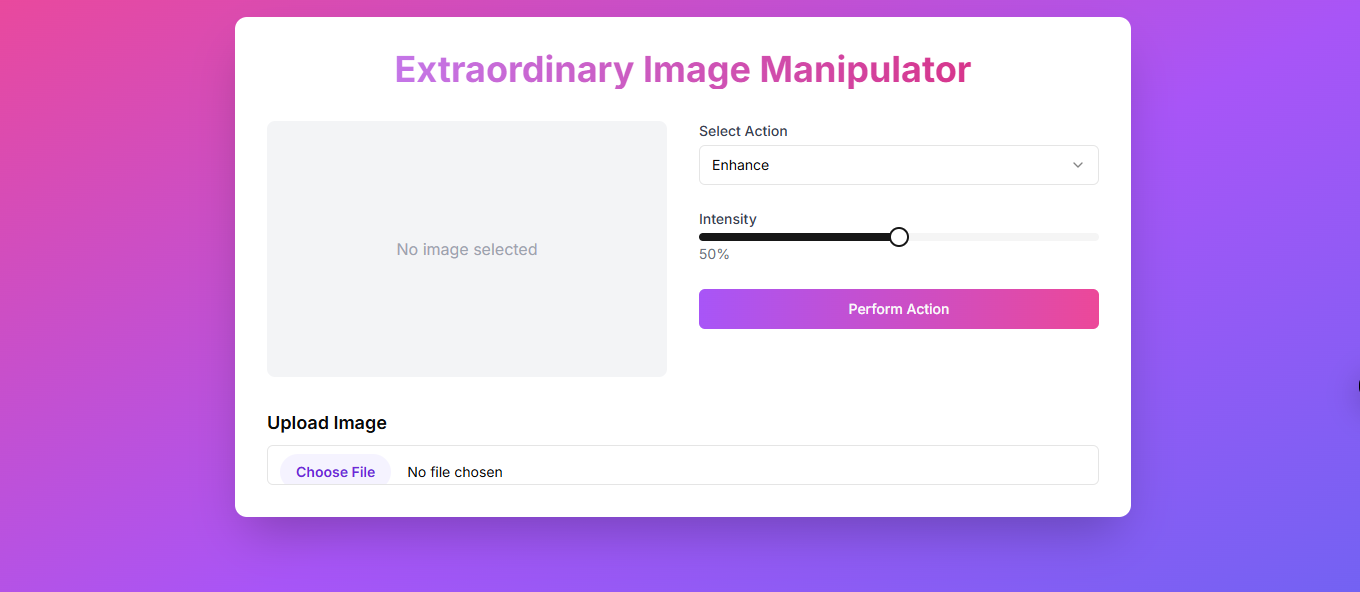 Extraordinary Image Manipulator
No image selected
Select Action
Enhance
Intensity
50%
Perform Action
Upload Image
Choose File No file chosen